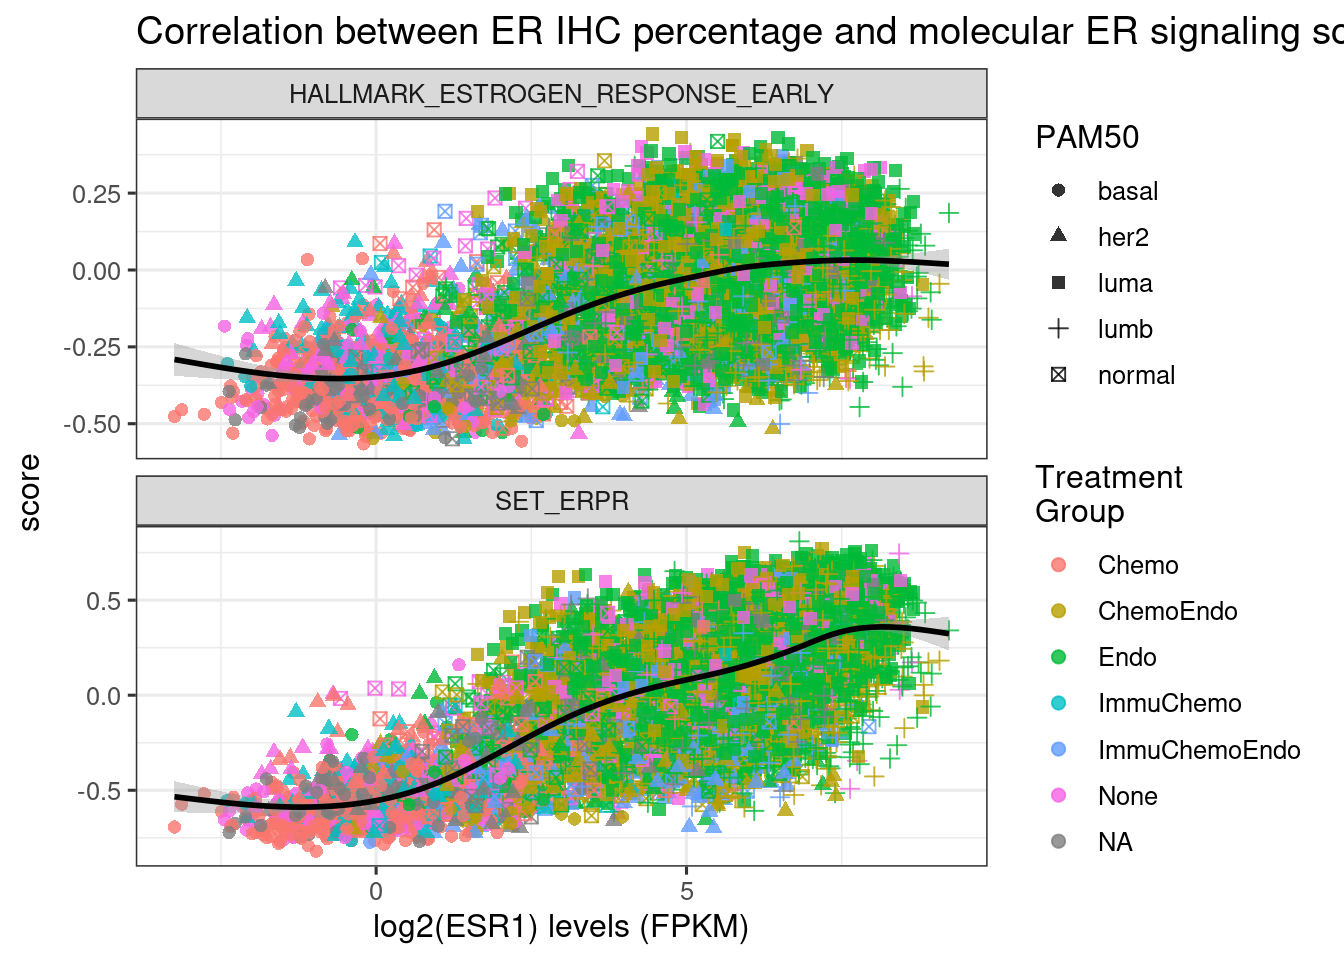 Correlation between ER IHC percentage and molecular ER signaling sc
HALLMARK_ESTROGEN_RESPONSE_EARLY
0.25
0.00
-0.25
-0.50
SET_ERPR
0.5
0.0
-0.5
0
5
log2(ESR1) levels (FPKM)
score
PAM50
basal
her2
luma
lumb
normal
Treatment
Group
Chemo
ChemoEndo
Endo
ImmuChemo
ImmuChemoEndo
None
NA